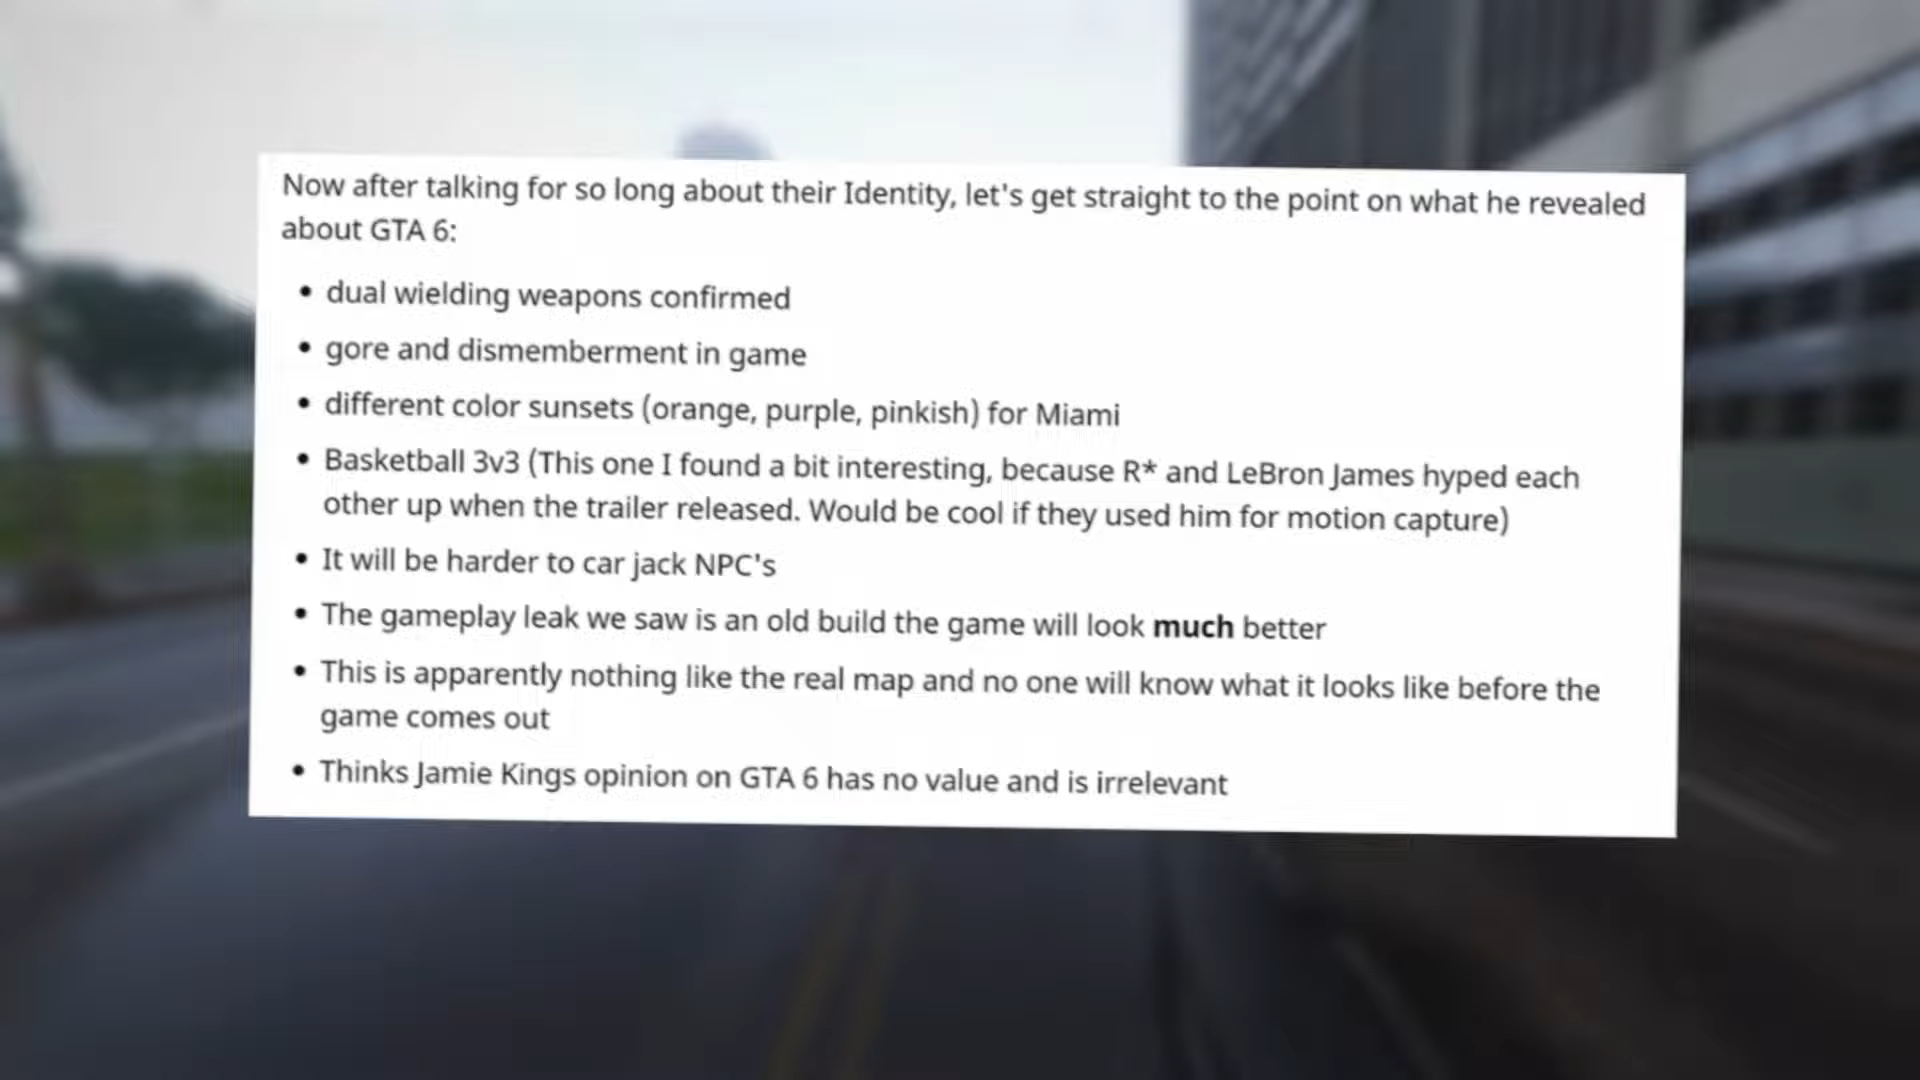 Now after talking for so long about their Identity, let's get straight to the point on what he revealed
about GTA 6:
• dual wielding weapons confirmed
• gore and dismemberment in game
• different color sunsets (orange, purple, pinkish) for Miami
• Basketball 3v3 (This one I found a bit interesting, because R* and LeBron James hyped each
other up when the trailer released. Would be cool if they used him for motion capture)
• It will be harder to car jack NPC's
• The gameplay leak we saw is an old build the game will look much better
• This is apparently nothing like the real map and no one will know what it looks like before the
game comes out
• Thinks Jamie Kings opinion on GTA 6 has no value and is irrelevant